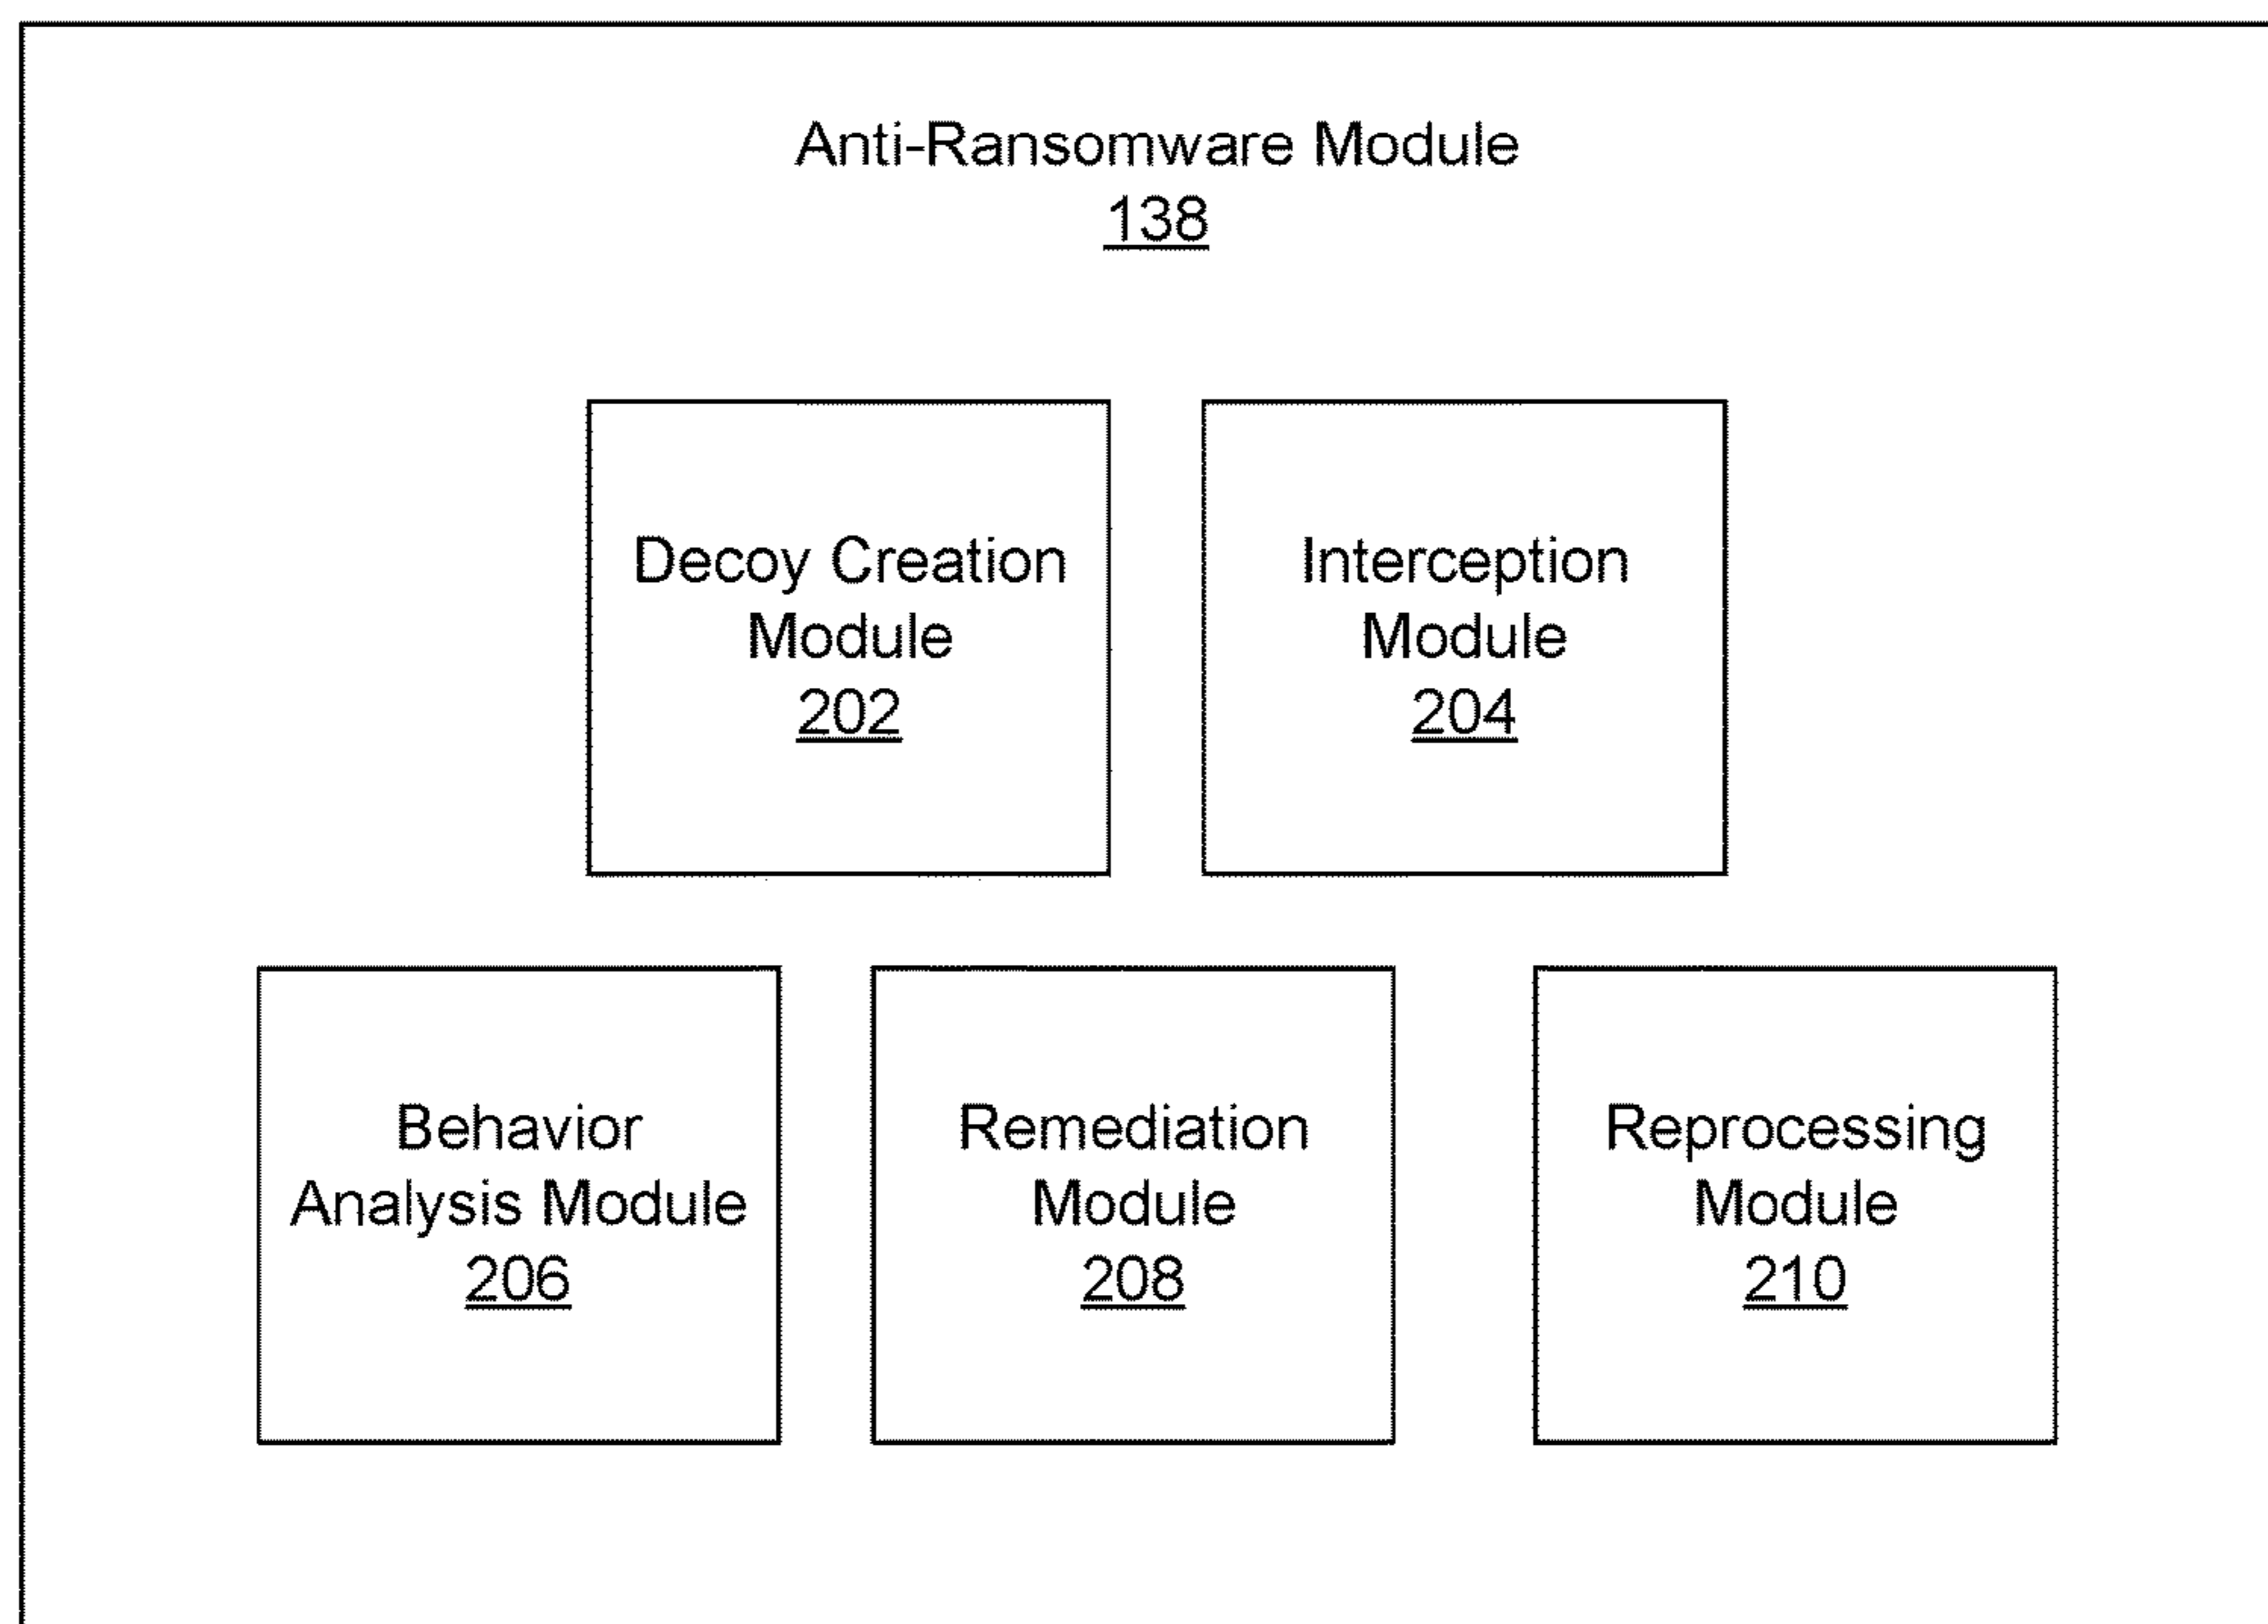 Anti-Ransomware Module
138
Decoy Creation
Module
202
Interception
Module
204
Behavior
Analysis Module
206
Remediation
Module
208
Reprocessing
Module
210